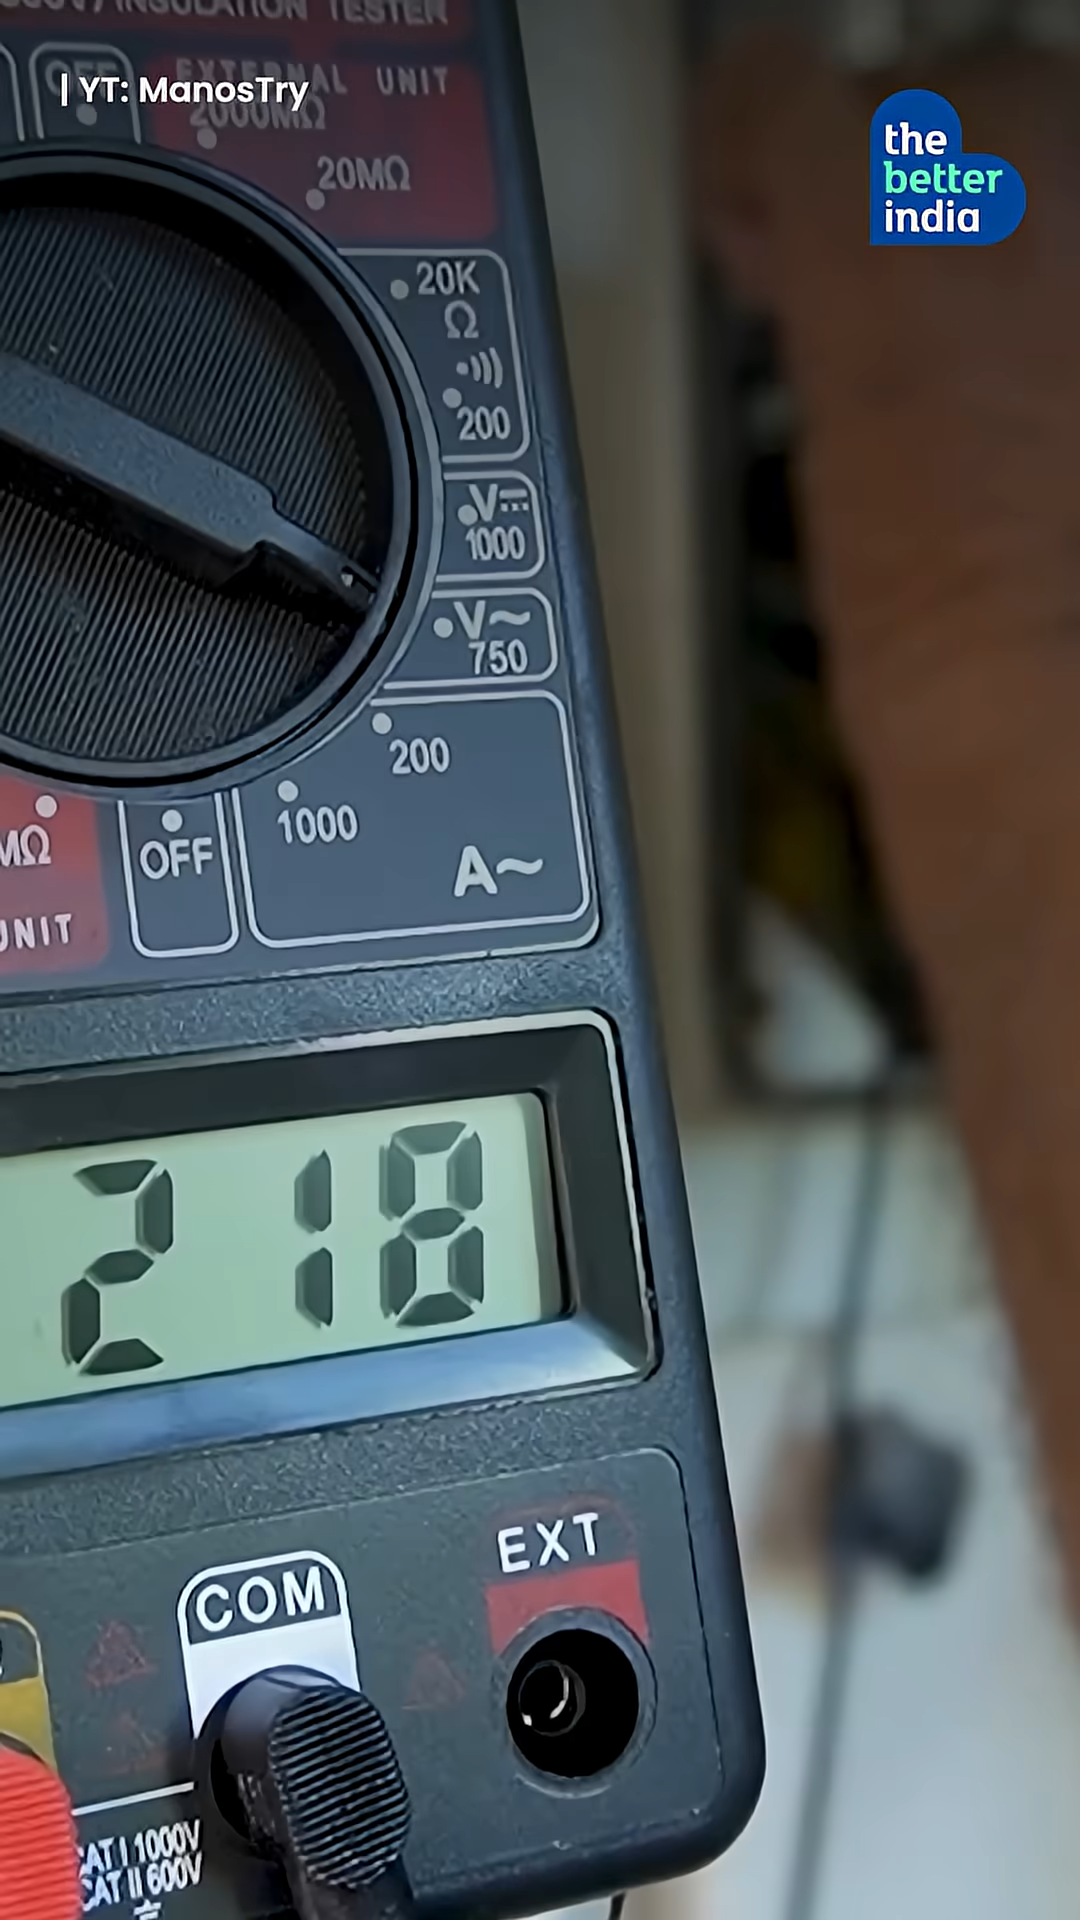 / INSULATION TESTER
OFF
EXTERNAL UNIT
| YT: ManosTry
2000MΩ
20MΩ
the
better
india
20K
Ω
200
V
1000
V~
750
200
1000
A~
MΩ
OFF
UNIT
218
EXT
COM
CAT I 1000V
CAT II 600V